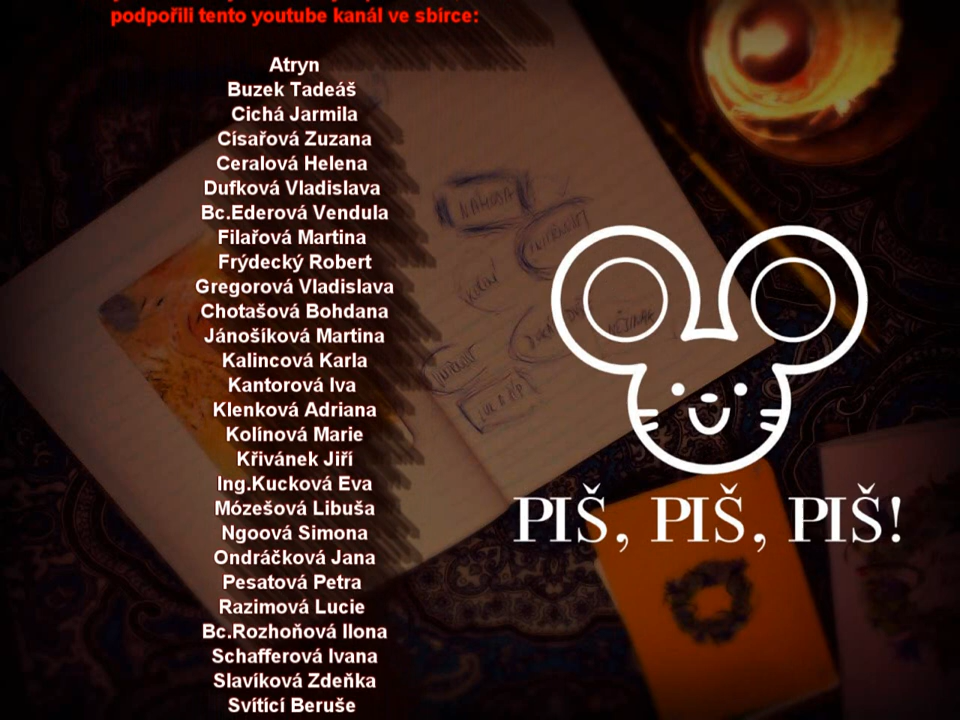 podpořili tento youtube kanál ve sbírce:
Atryn
Buzek Tadeáš
Cichá Jarmila
Císařová Zuzana
Ceralová Helena
Dufková Vladislava
Bc.Ederová Vendula
Filařová Martina
Frýdecký Robert
Gregorová Vladislava
Chotašová Bohdana
Jánošíková Martina
Kalincová Karla
Kantorová Iva
Klenková Adriana
Kolínová Marie
Křivánek Jiří
Ing.Kucková Eva
Mózešová Libuša
Ngoová Simona
Ondráčková Jana
Pesatová Petra
Razimová Lucie
Bc.Rozhoňová Ilona
Schafferová Ivana
Slavíková Zdeňka
Svítící Beruše
PIŠ, PIŠ, PIŠ!